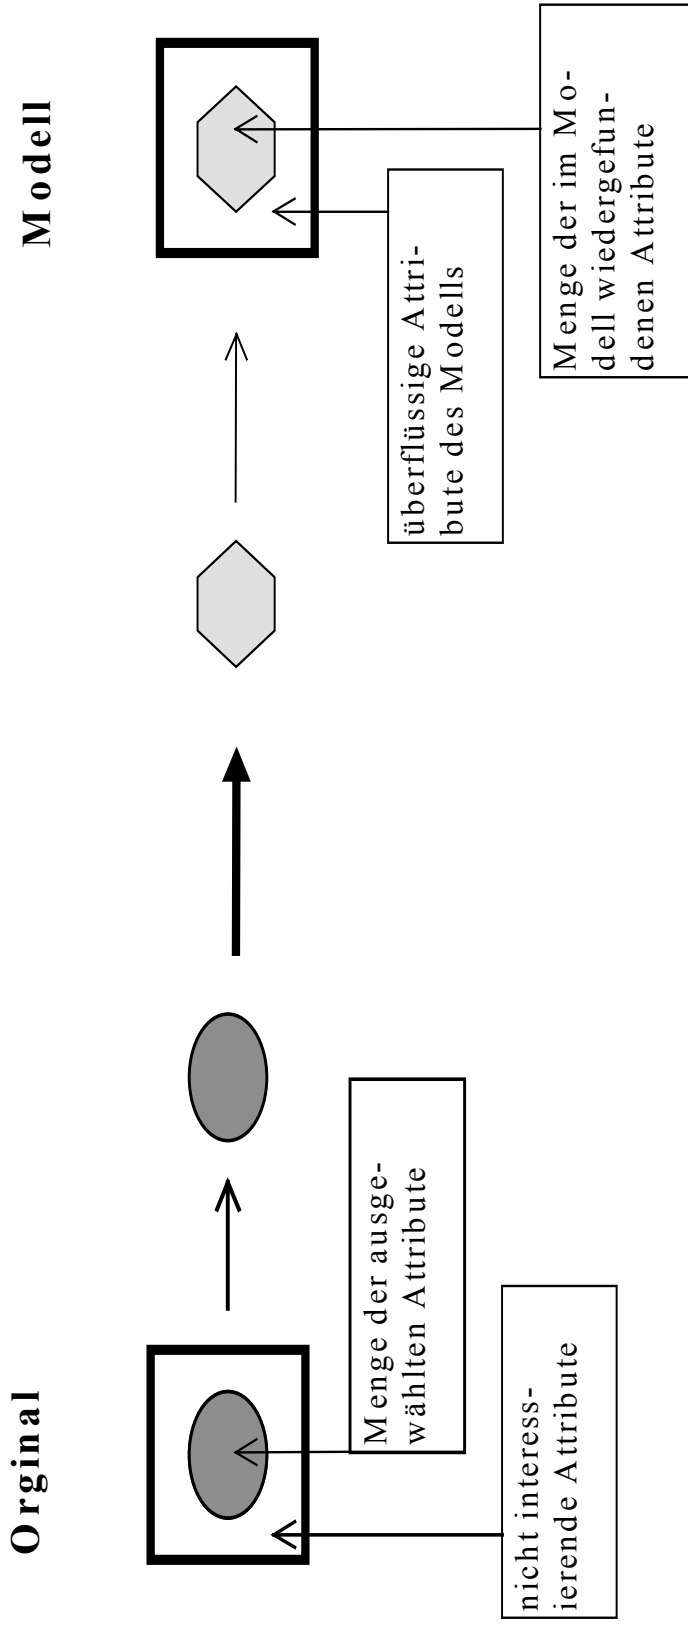 Orginal
Modell
Menge der ausge-
wählten Attribute
nicht interess-
ierende Attribute
überflüssige Attri-
bute des Modells
Menge der im Mo-
dell wiedergefun-
denen Attribute